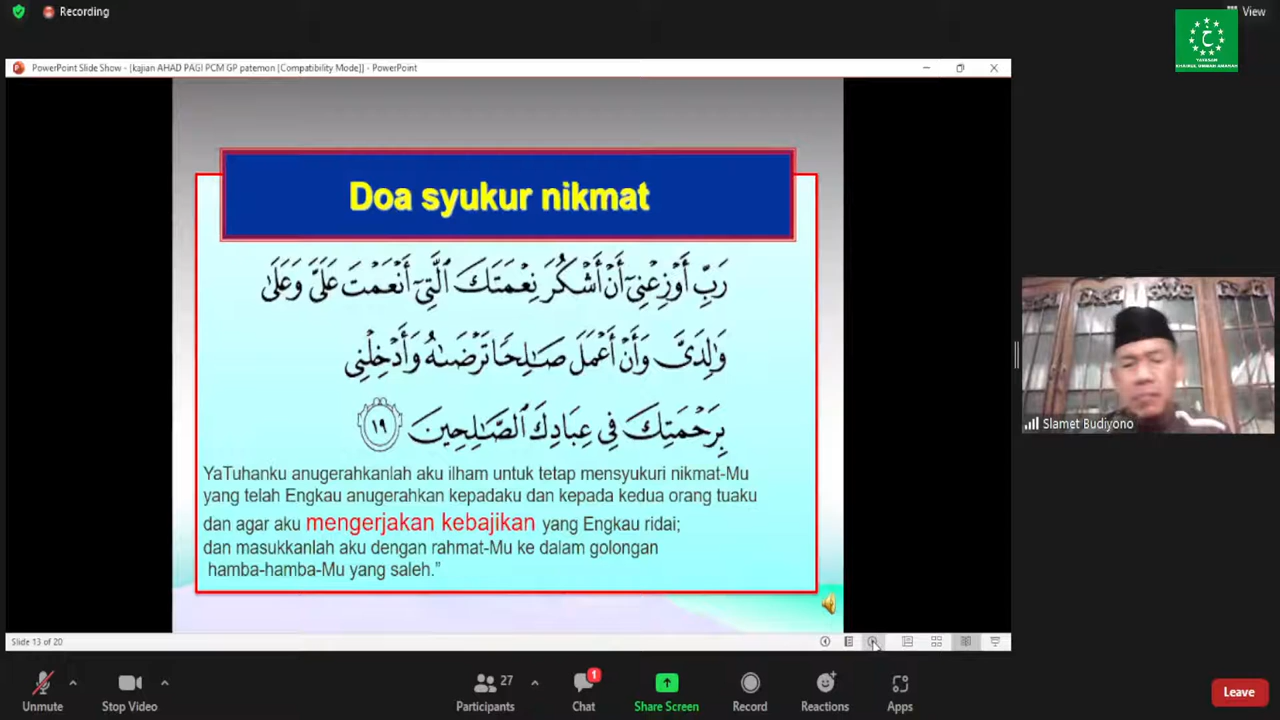 Recording
View
YAYASAN
KHAIRUL UMMAH AMANAH
PowerPoint Slide Show - [kajian AHAD PAGI PCM GP patemon [Compatibility Mode]] - PowerPoint
Doa syukur nikmat
رَبِّ أَوْزِعْنِىٓ أَنْ أَشْكُرَ نِعْمَتَكَ ٱلَّتِىٓ أَنْعَمْتَ عَلَىَّ وَعَلَىٰ
وَٰلِدَىَّ وَأَنْ أَعْمَلَ صَٰلِحًا تَرْضَىٰهُ وَأَدْخِلْنِى
بِرَحْمَتِكَ فِى عِبَادِكَ ٱلصَّٰلِحِينَ ١٩
YaTuhanku anugerahkanlah aku ilham untuk tetap mensyukuri nikmat-Mu
yang telah Engkau anugerahkan kepadaku dan kepada kedua orang tuaku
dan agar aku mengerjakan kebajikan yang Engkau ridai;
dan masukkanlah aku dengan rahmat-Mu ke dalam golongan
hamba-hamba-Mu yang saleh.”
Slamet Budiyono
Slide 13 of 20
27
1
Unmute
Stop Video
Participants
Chat
Share Screen
Record
Reactions
Apps
Leave